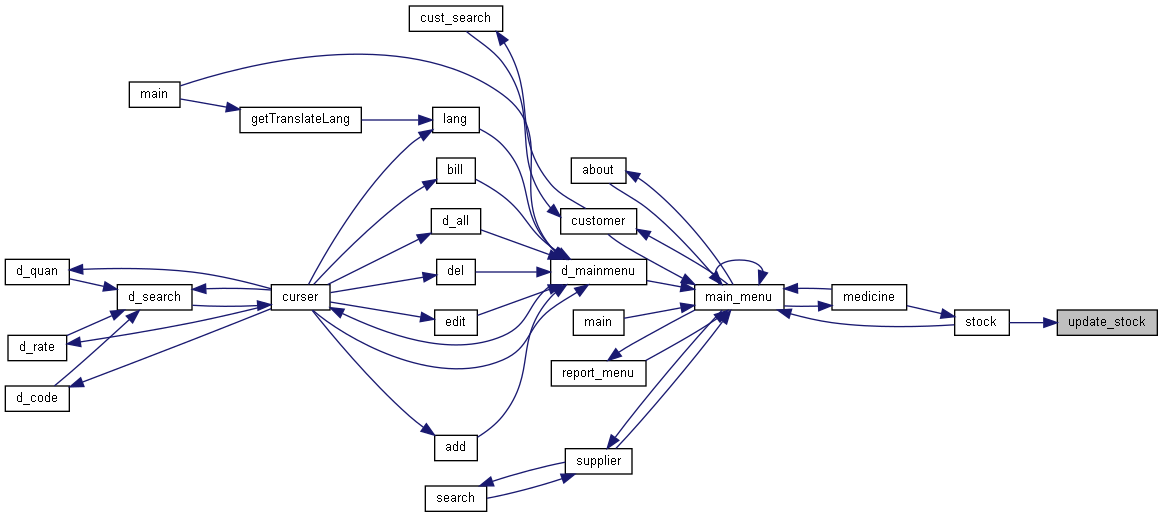 cust_search
main
getTranslateLang
lang
bill
about
d_all
customer
d_quan
del
d_mainmenu
d_search
curser
main_menu
medicine
edit
main
stock
update_stock
d_rate
report_menu
d_code
add
supplier
search